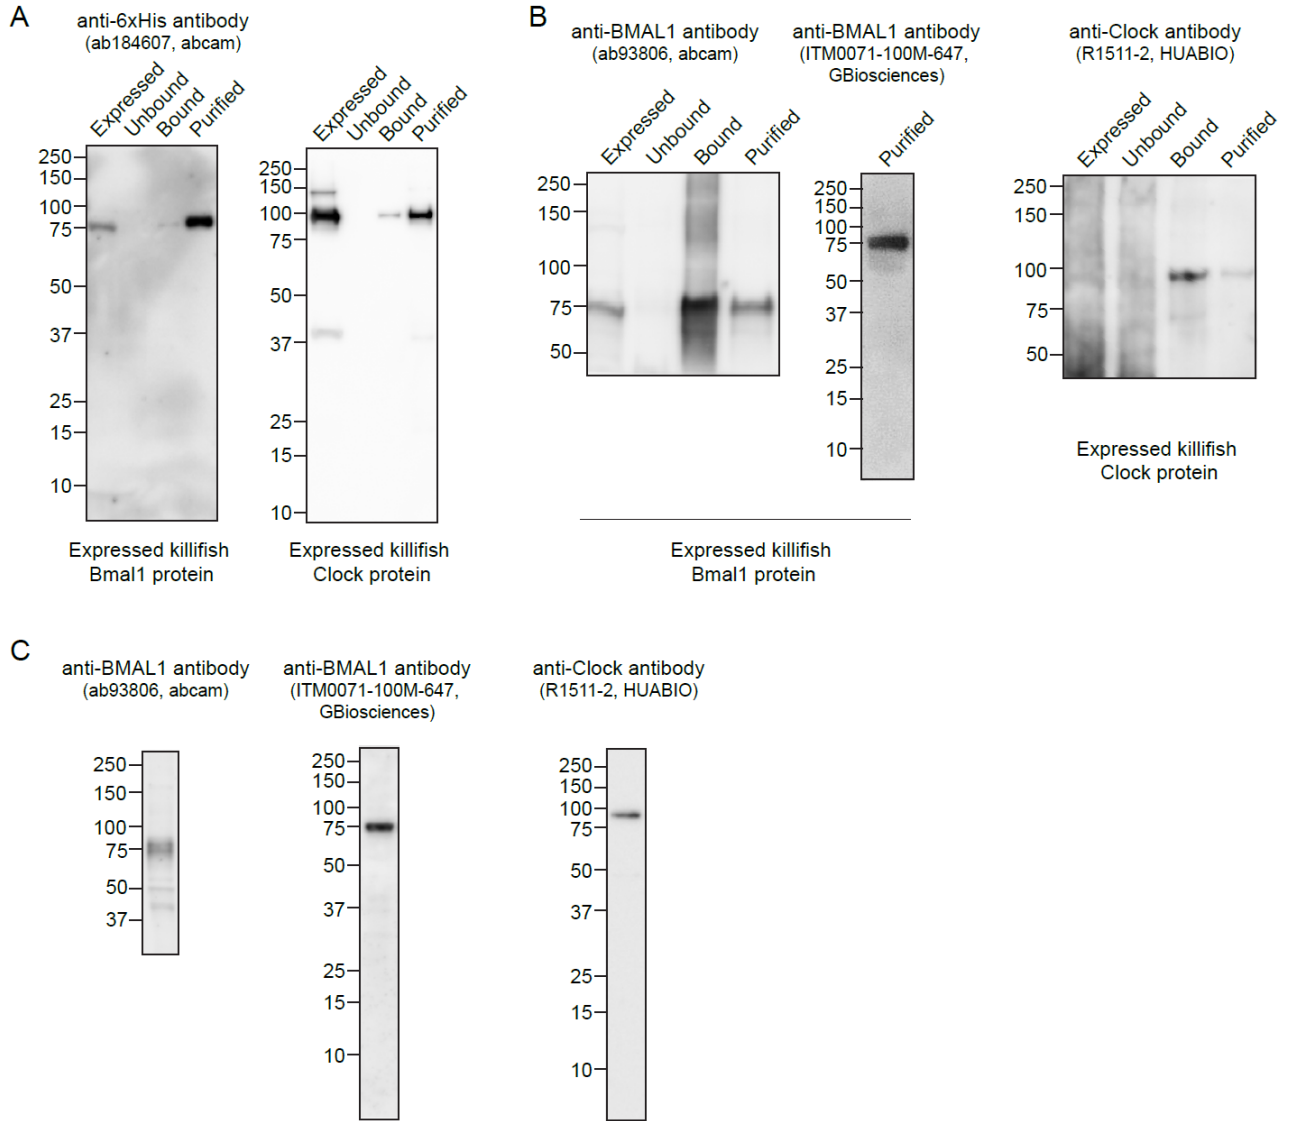 A
anti-6xHis antibody
(ab184607, abcam)
Expressed
Unbound
Bound
Purified
250
150
100
75
50
37
25
15
10
Expressed killifish
Bmal1 protein
Expressed
Unbound
Bound
Purified
250
150
100
75
50
37
25
15
10
Expressed killifish
Clock protein
B
anti-BMAL1 antibody
(ab93806, abcam)
Expressed
Unbound
Bound
Purified
250
150
100
75
50
anti-BMAL1 antibody
(ITM0071-100M-647,
GBiosciences)
Purified
250
150
100
75
50
37
25
15
10
Expressed killifish
Bmal1 protein
anti-Clock antibody
(R1511-2, HUABIO)
Expressed
Unbound
Bound
Purified
250
150
100
75
50
Expressed killifish
Clock protein
C
anti-BMAL1 antibody
(ab93806, abcam)
250
150
100
75
50
37
anti-BMAL1 antibody
(ITM0071-100M-647,
GBiosciences)
250
150
100
75
50
37
25
15
10
anti-Clock antibody
(R1511-2, HUABIO)
250
150
100
75
50
37
25
15
10